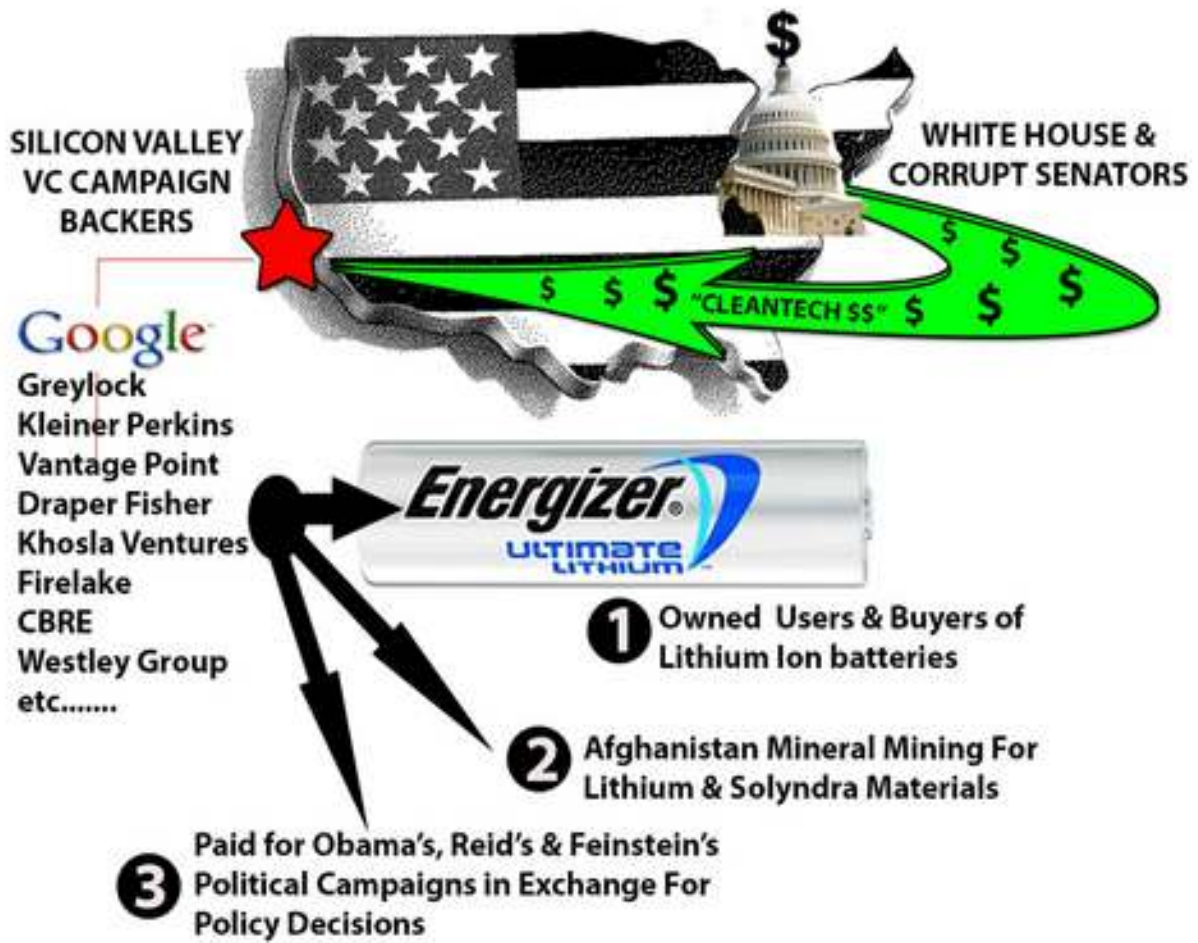 $
SILICON VALLEY
VC CAMPAIGN
BACKERS
WHITE HOUSE &
CORRUPT SENATORS
$ $ $ "CLEANTECH $$" $ $ $ $ $
Google
Greylock
Kleiner Perkins
Vantage Point
Draper Fisher
Khosla Ventures
Firelake
CBRE
Westley Group
etc.......
Energizer®
ULTIMATE
LITHIUM™
1 Owned Users & Buyers of
Lithium Ion batteries
2 Afghanistan Mineral Mining For
Lithium & Solyndra Materials
3 Paid for Obama's, Reid's & Feinstein's
Political Campaigns in Exchange For
Policy Decisions